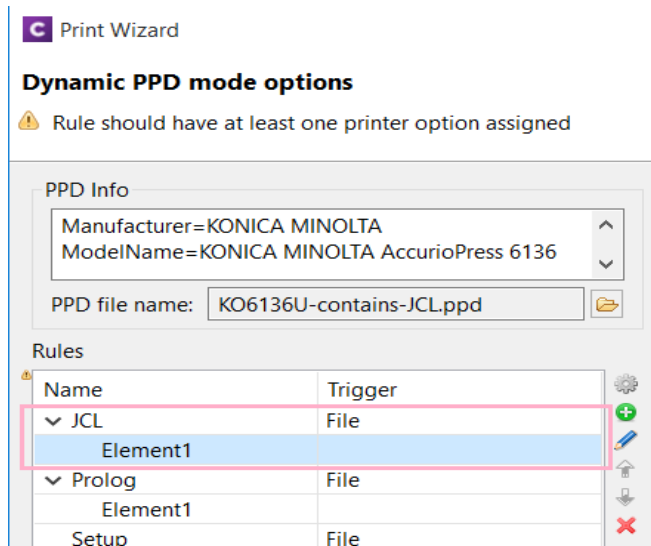 C Print Wizard
Dynamic PPD mode options
Rule should have at least one printer option assigned
PPD Info
Manufacturer=KONICA MINOLTA
ModelName=KONICA MINOLTA AccurioPress 6136
PPD file name: KO6136U-contains-JCL.ppd
Rules
Name Trigger
JCL File
Element1
Prolog File
Element1
Setup File